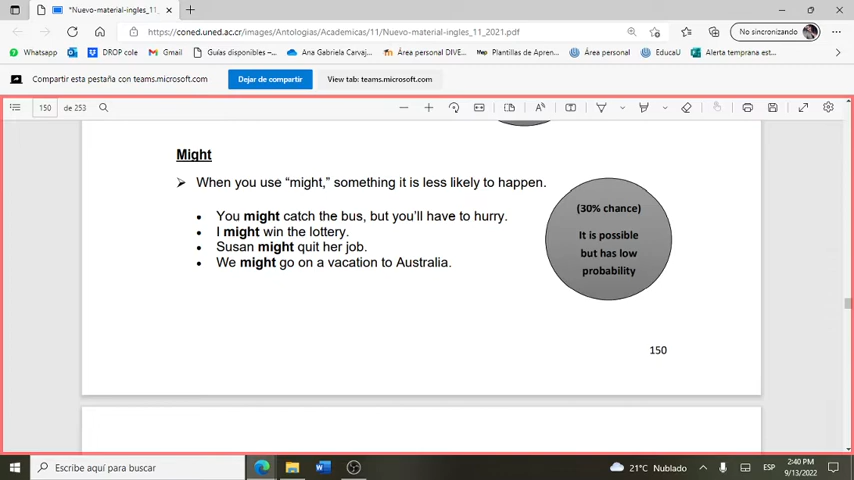 *Nuevo-material-ingles_11_2021.p
https://coned.uned.ac.cr/images/Antologias/Academicas/11/Nuevo-material-ingles_11_2021.pdf
No sincronizando
Whatsapp
DROP cole
Gmail
Guías disponibles –...
Ana Gabriela Carvaj...
Área personal DIVE...
Plantillas de Apren...
Área personal
EducaU
Alerta temprana est...
Compartir esta pestaña con teams.microsoft.com
Dejar de compartir
View tab: teams.microsoft.com
150 de 253
Might
➢ When you use “might,” something it is less likely to happen.
• You might catch the bus, but you’ll have to hurry.
• I might win the lottery.
• Susan might quit her job.
• We might go on a vacation to Australia.
(30% chance)
It is possible
but has low
probability
150
Escribe aquí para buscar
21°C Nublado
ESP
2:40 PM
9/13/2022